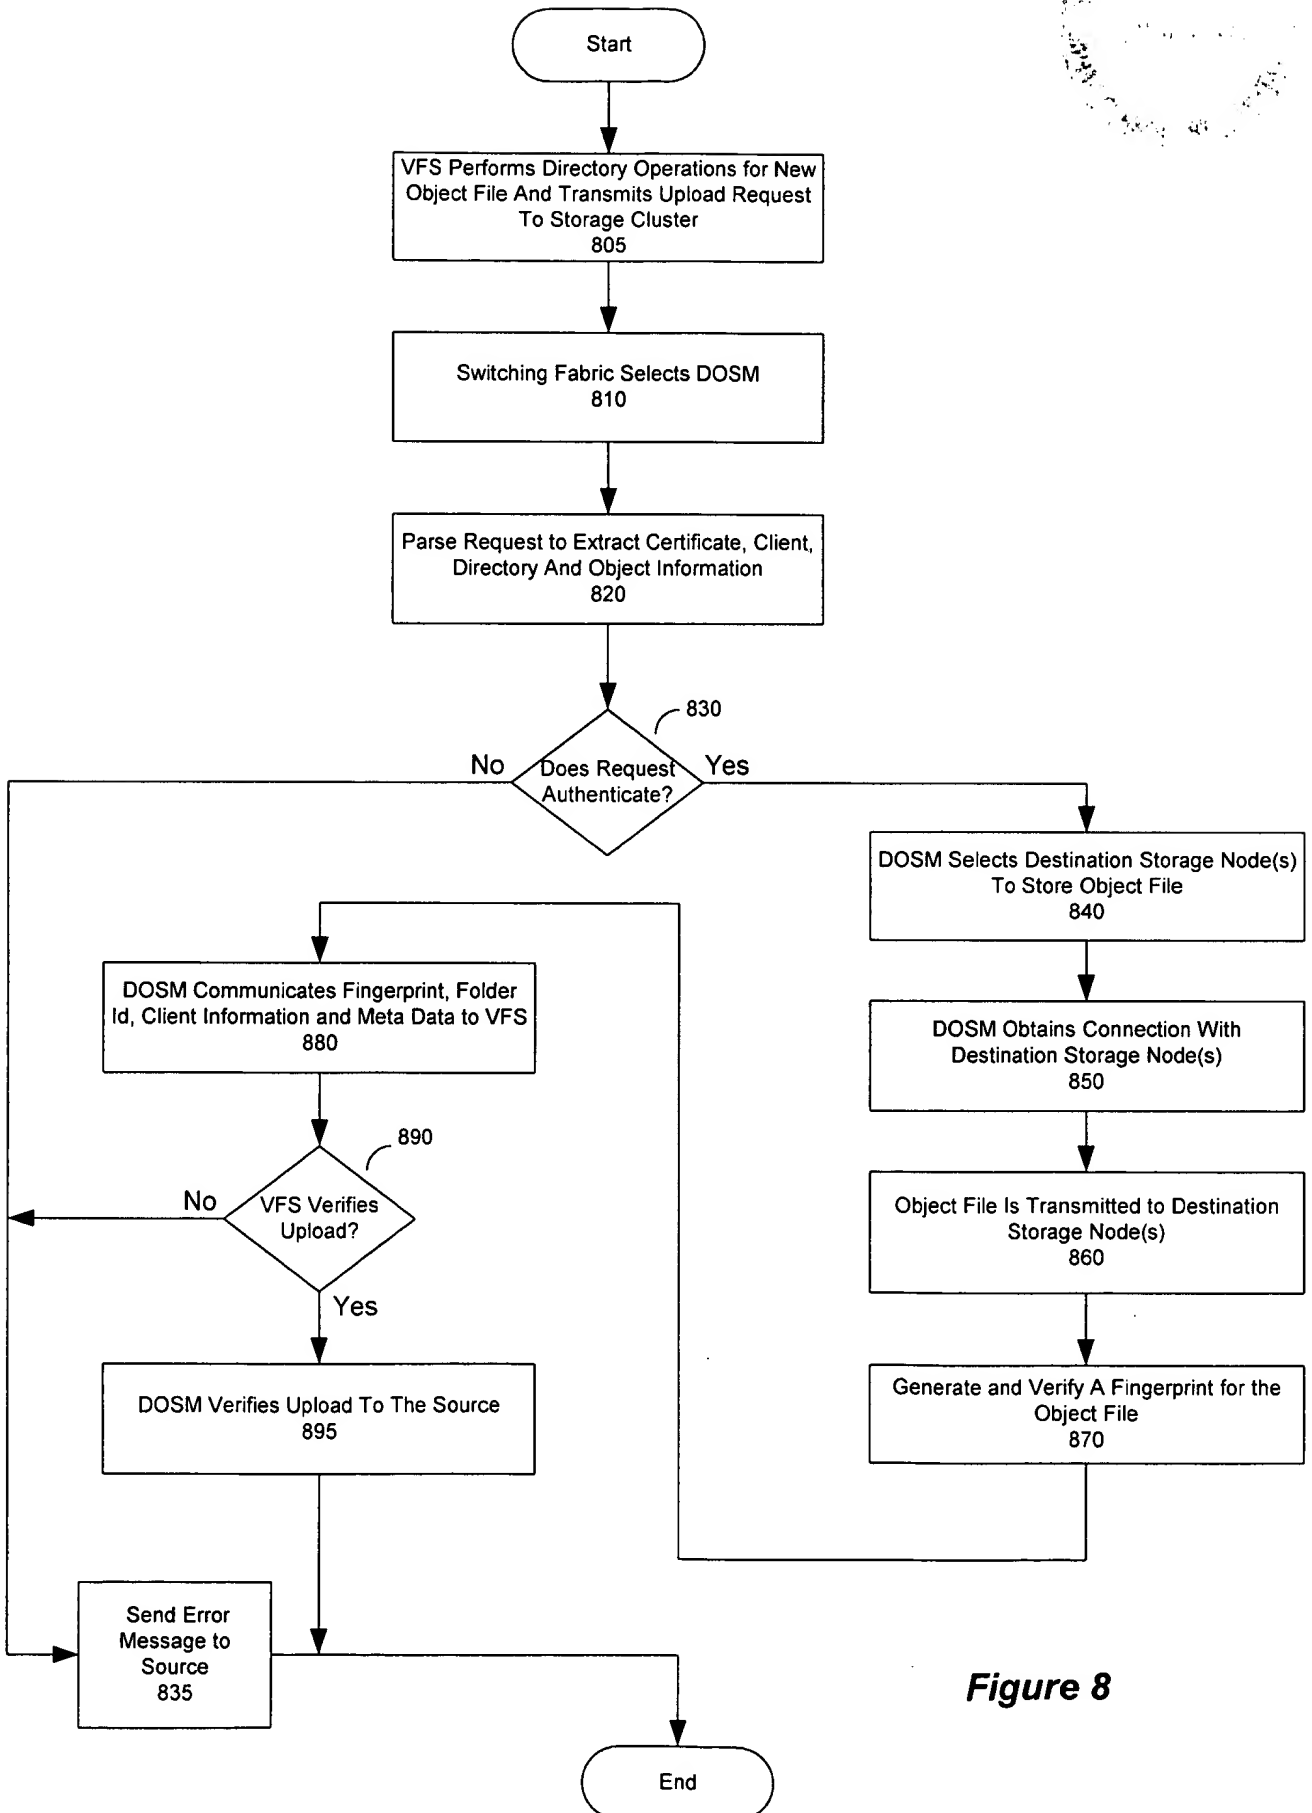 Start
VFS Performs Directory Operations for New
Object File And Transmits Upload Request
To Storage Cluster
805
Switching Fabric Selects DOSM
810
Parse Request to Extract Certificate, Client,
Directory And Object Information
820
830
No
Does Request
Authenticate?
Yes
DOSM Selects Destination Storage Node(s)
To Store Object File
840
DOSM Obtains Connection With
Destination Storage Node(s)
850
Object File Is Transmitted to Destination
Storage Node(s)
860
Generate and Verify A Fingerprint for the
Object File
870
DOSM Communicates Fingerprint, Folder
Id, Client Information and Meta Data to VFS
880
890
No
VFS Verifies
Upload?
Yes
DOSM Verifies Upload To The Source
895
Send Error
Message to
Source
835
Figure 8
End